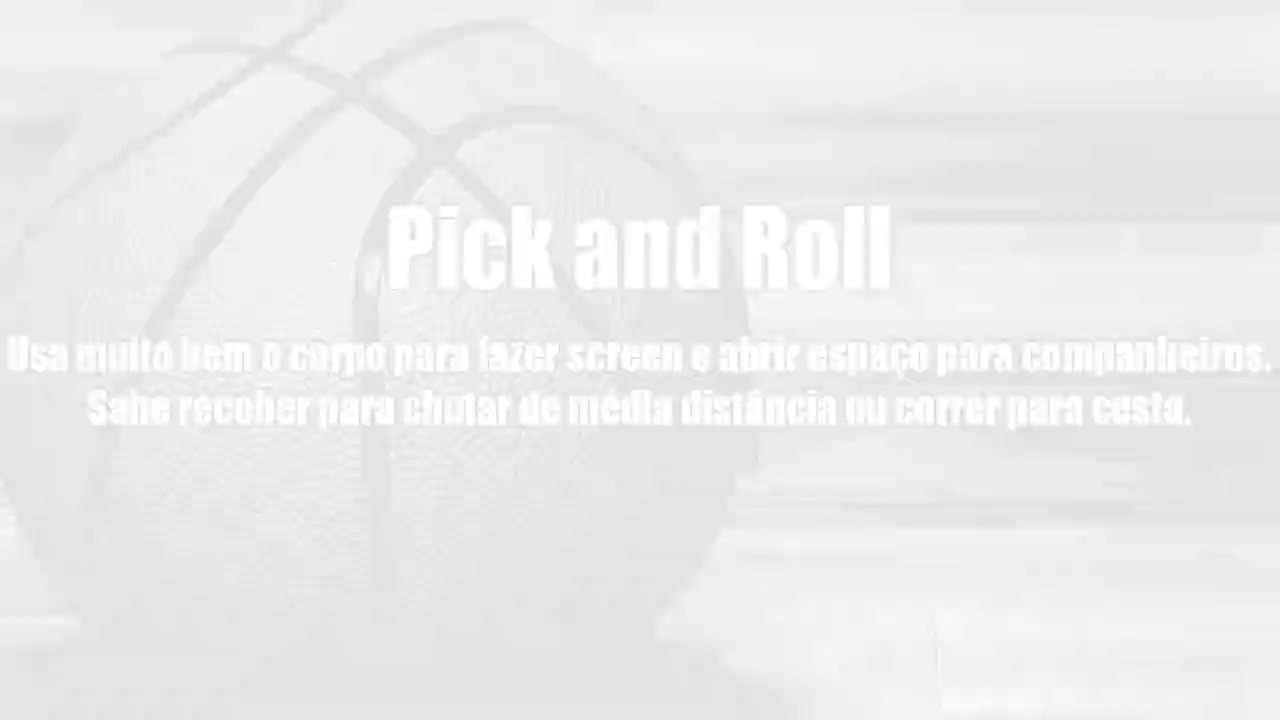 Pick and Roll
Usa muito bem o corpo para fazer screen e abrir espaço para companheiros.
Sabe receber para chutar de média distância ou correr para cesta.